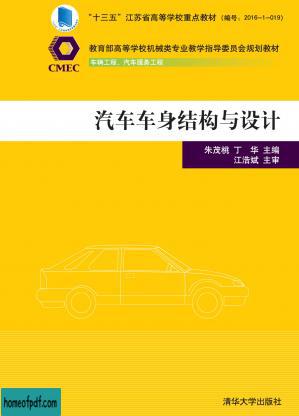 "十三五"江苏省高等学校重点教材（编号：2016-1-019）
CMEC
教育部高等学校机械类专业教学指导委员会规划教材
车辆工程、汽车服务工程
汽车车身结构与设计
朱茂桃 丁 华 主编
江浩斌 主审
清华大学出版社
homeofpdf.com